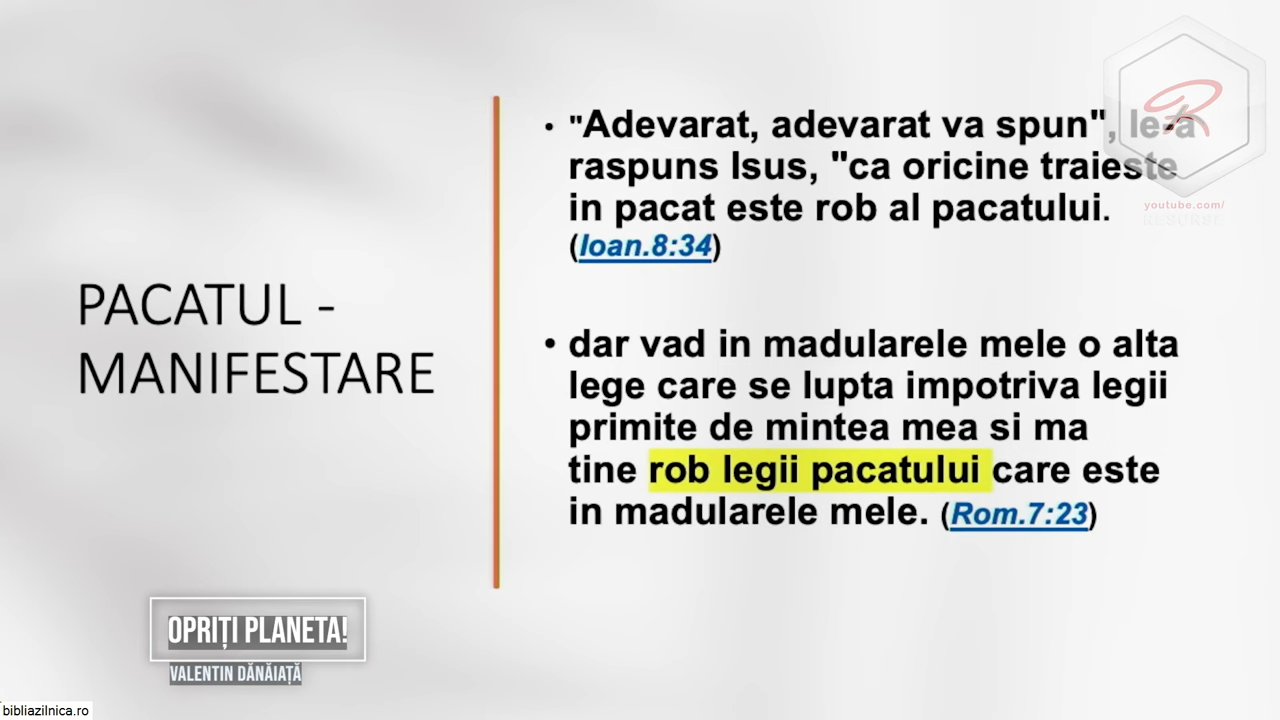 PACATUL -
MANIFESTARE
• "Adevarat, adevarat va spun", le-a
raspuns Isus, "ca oricine traieste
in pacat este rob al pacatului.
(Ioan.8:34)
• dar vad in madularele mele o alta
lege care se lupta impotriva legii
primite de mintea mea si ma
tine rob legii pacatului care este
in madularele mele. (Rom.7:23)
R
youtube.com/
RESURSE
OPRIȚI PLANETA!
VALENTIN DĂNĂIAȚĂ
bibliazilnica.ro